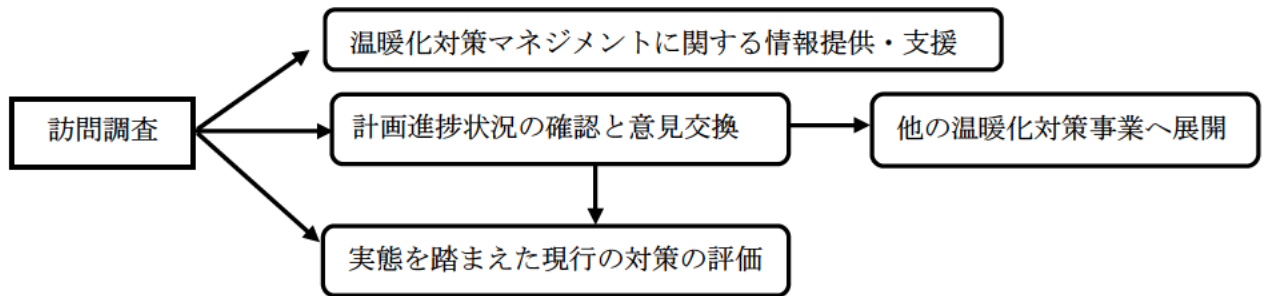 温暖化対策マネジメントに関する情報提供・支援
訪問調査
計画進捗状況の確認と意見交換
他の温暖化対策事業へ展開
実態を踏まえた現行の対策の評価